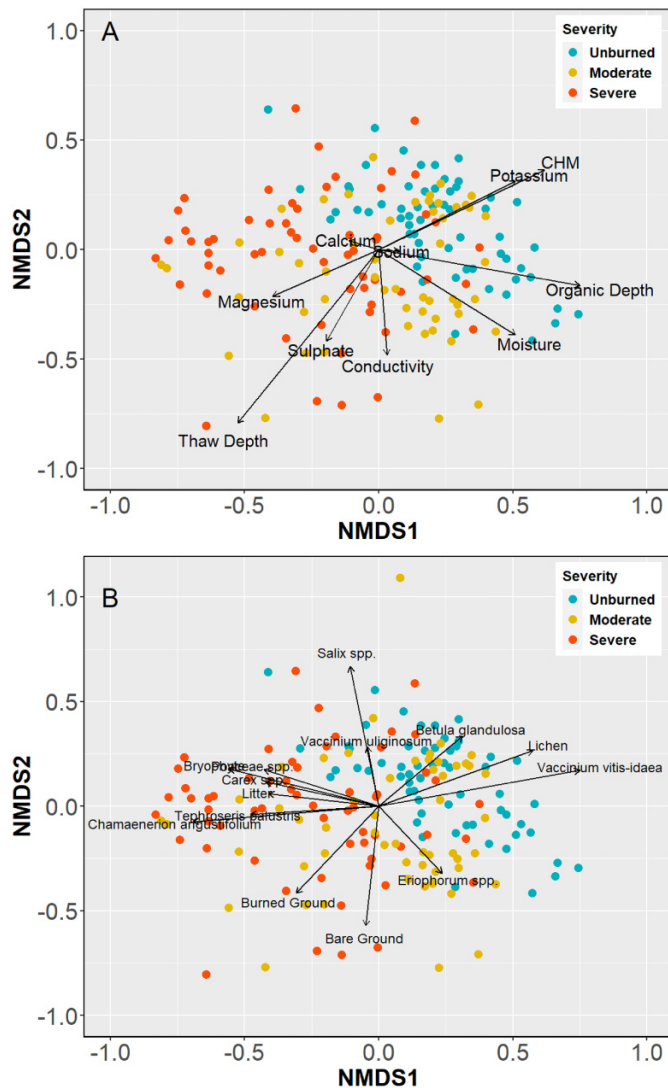 A
Severity
Unburned
Moderate
Severe
1.0
0.5
0.0
-0.5
-1.0
NMDS2
CHM
Potassium
Calcium
Sodium
Organic Depth
Magnesium
Moisture
Sulphate
Conductivity
Thaw Depth
-1.0 -0.5 0.0 0.5 1.0
NMDS1
B
Severity
Unburned
Moderate
Severe
1.0
0.5
0.0
-0.5
-1.0
NMDS2
Salix spp.
Betula glandulosa
Vaccinium uliginosum
Lichen
Bryophyte
Poaceae spp.
Vaccinium vitis-idaea
Carex spp.
Litter
Tephroseris palustris
Chamaenerion angustifolium
Eriophorum spp.
Burned Ground
Bare Ground
-1.0 -0.5 0.0 0.5 1.0
NMDS1